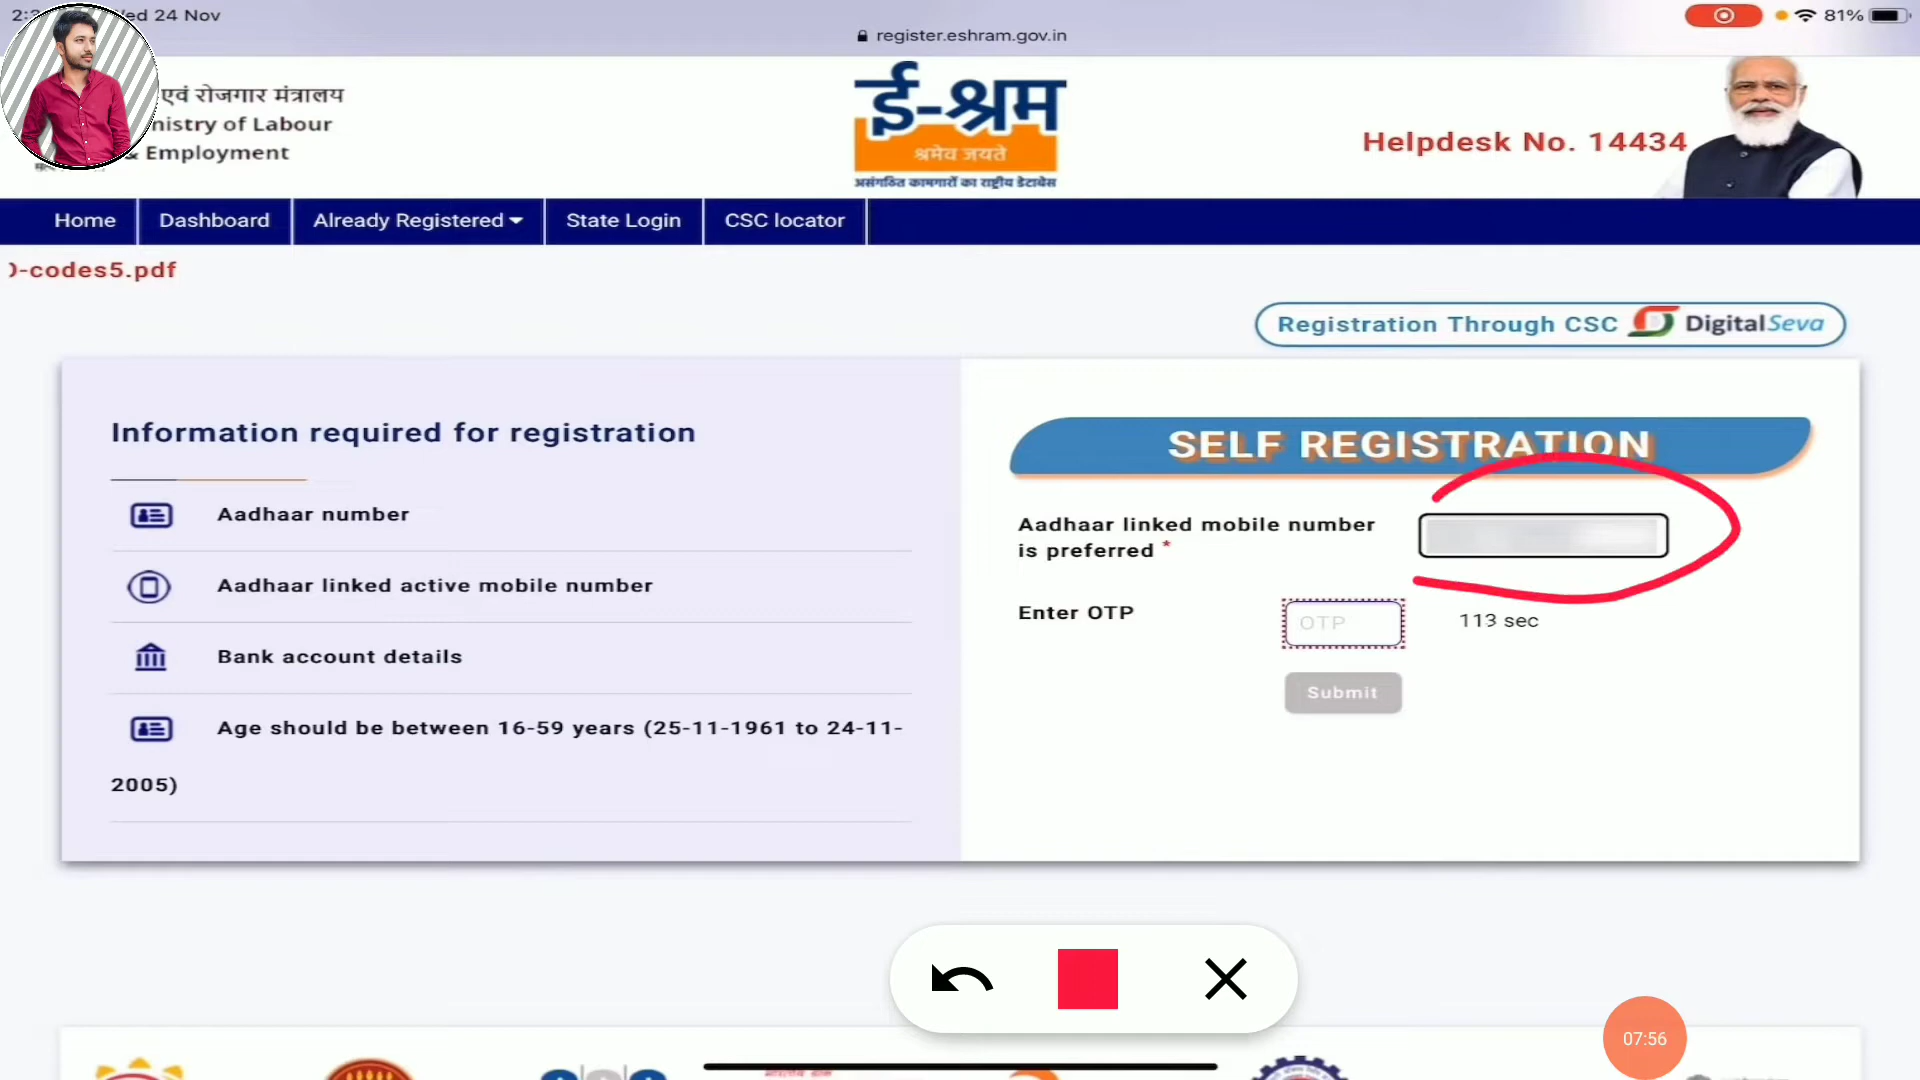 ed 24 Nov
81%
register.eshram.gov.in
एवं रोजगार मंत्रालय
nistry of Labour
& Employment
ई-श्रम
श्रमेव जयते
असंगठित कामगारों का राष्ट्रीय डेटाबेस
Helpdesk No. 14434
Home Dashboard Already Registered State Login CSC locator
-codes5.pdf
Registration Through CSC DigitalSeva
Information required for registration
Aadhaar number
Aadhaar linked active mobile number
Bank account details
Age should be between 16-59 years (25-11-1961 to 24-11-
2005)
SELF REGISTRATION
Aadhaar linked mobile number
is preferred *
Enter OTP OTP 113 sec
Submit
07:56